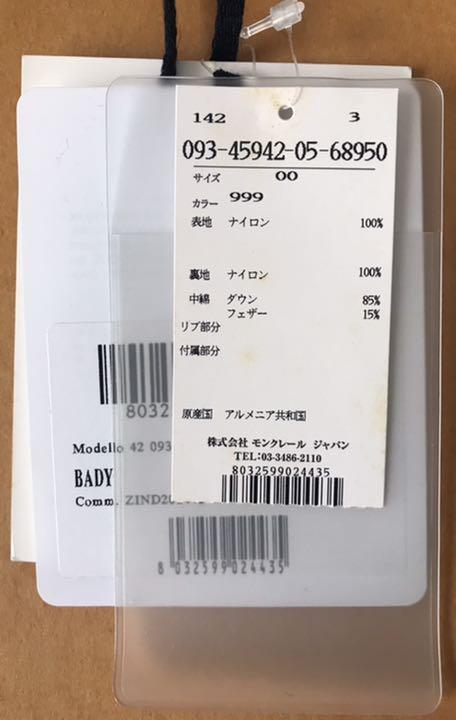 142 3
093-45942-05-68950
サイズ 00
カラー 999
表地 ナイロン 100%
裏地 ナイロン 100%
中綿 ダウン 85%
フェザー 15%
リブ部分
付属部分
原産国 アルメニア共和国
株式会社 モンクレール ジャパン
TEL:03-3486-2110
8032599024435
8032
Modello 42 093
BADY
Comm.
8 032599 024435